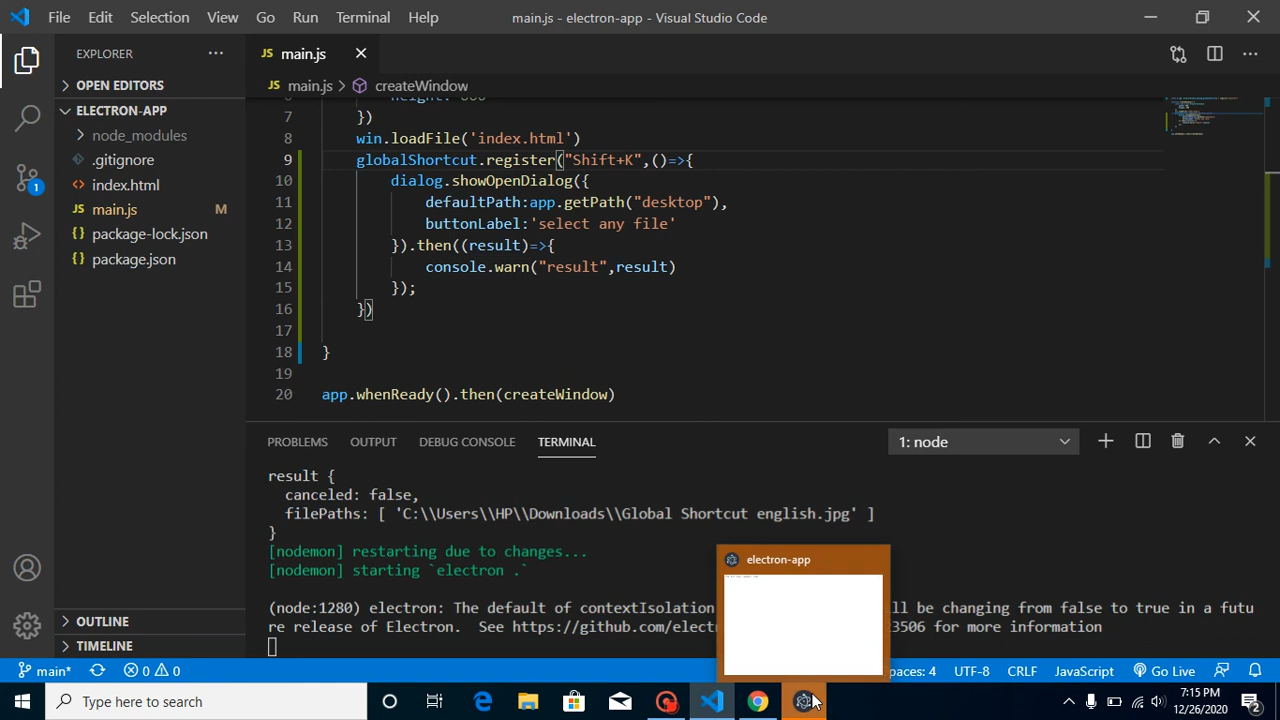 File Edit Selection View Go Run Terminal Help
main.js - electron-app - Visual Studio Code
EXPLORER
OPEN EDITORS
ELECTRON-APP
node_modules
.gitignore
index.html
main.js M
package-lock.json
package.json
OUTLINE
TIMELINE
1
JS main.js
JS main.js createWindow
7 })
8 win.loadFile('index.html')
9 globalShortcut.register("Shift+K",()=>{
10 dialog.showOpenDialog({
11 defaultPath:app.getPath("desktop"),
12 buttonLabel:'select any file'
13 }).then((result)=>{
14 console.warn("result",result)
15 });
16 })
17
18 }
19
20 app.whenReady().then(createWindow)
PROBLEMS OUTPUT DEBUG CONSOLE TERMINAL 1: node
result {
canceled: false,
filePaths: [ 'C:\\Users\\HP\\Downloads\\Global Shortcut english.jpg' ]
}
[nodemon] restarting due to changes...
[nodemon] starting `electron .`
(node:1280) electron: The default of contextIsolation ll be changing from false to true in a futu
re release of Electron. See https://github.com/elect 3506 for more information
electron-app
main* 0 0 paces: 4 UTF-8 CRLF JavaScript Go Live
Type here to search
7:15 PM
12/26/2020
2